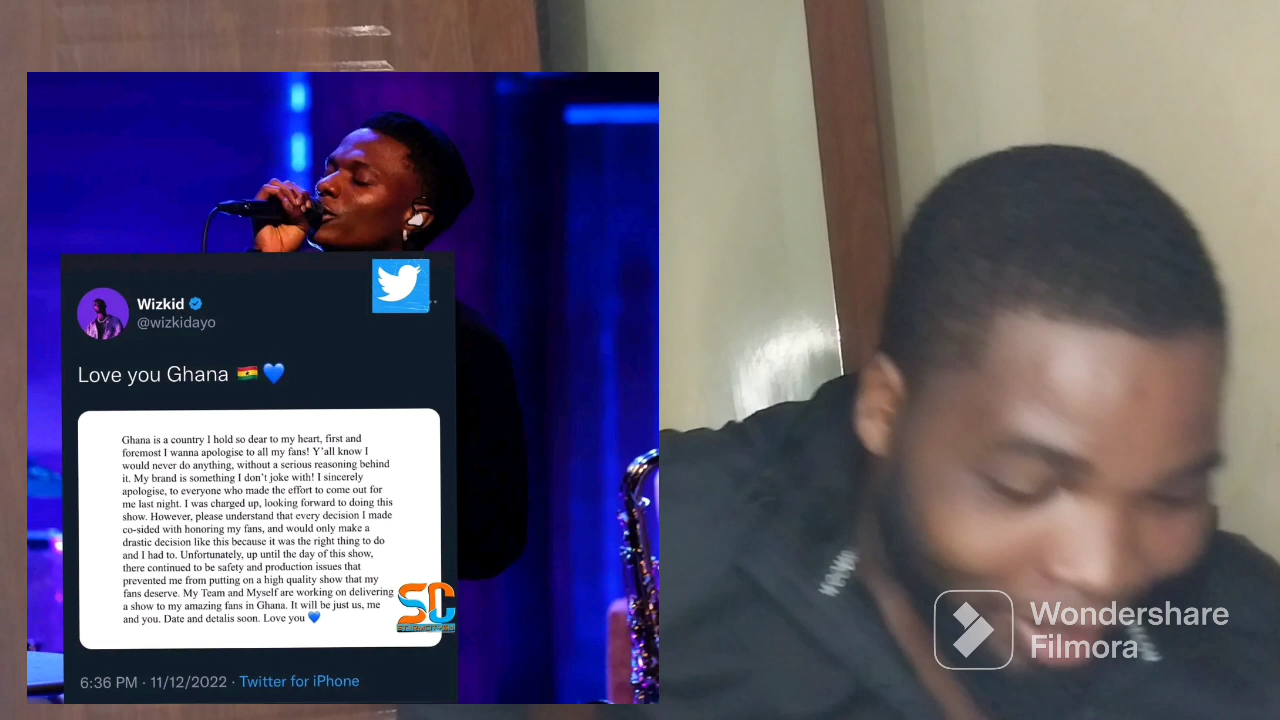 Wizkid
@wizkidayo
Love you Ghana 🇬🇭💙
Ghana is a country I hold so dear to my heart, first and
foremost I wanna apologise to all my fans! Y'all know I
would never do anything, without a serious reasoning behind
it. My brand is something I don't joke with! I sincerely
apologise, to everyone who made the effort to come out for
me last night. I was charged up, looking forward to doing this
show. However, please understand that every decision I made
co-sided with honoring my fans, and would only make a
drastic decision like this because it was the right thing to do
and I had to. Unfortunately, up until the day of this show,
there continued to be safety and production issues that
prevented me from putting on a high quality show that my
fans deserve. My Team and Myself are working on delivering
a show to my amazing fans in Ghana. It will be just us, me
and you. Date and detalis soon. Love you 💙
SC
6:36 PM · 11/12/2022 · Twitter for iPhone
Wondershare
Filmora